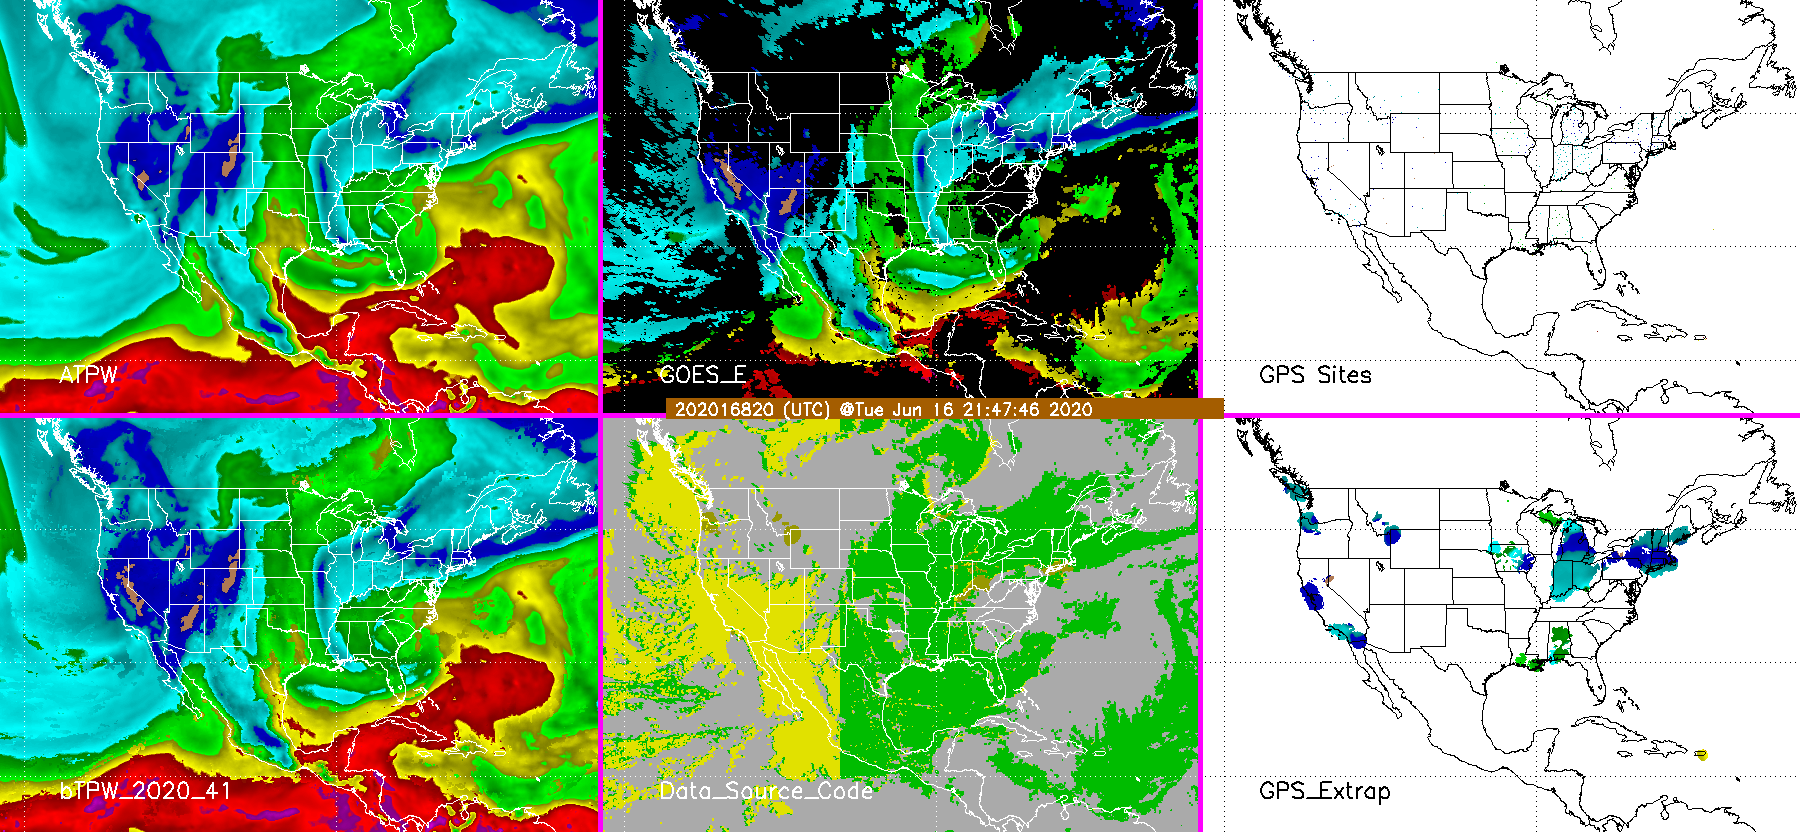 ATPW
GOES_E
GPS Sites
202016820 (UTC) @Tue Jun 16 21:47:46 2020
bTPW_2020_41
Data_Source_Code
GPS_Extrap